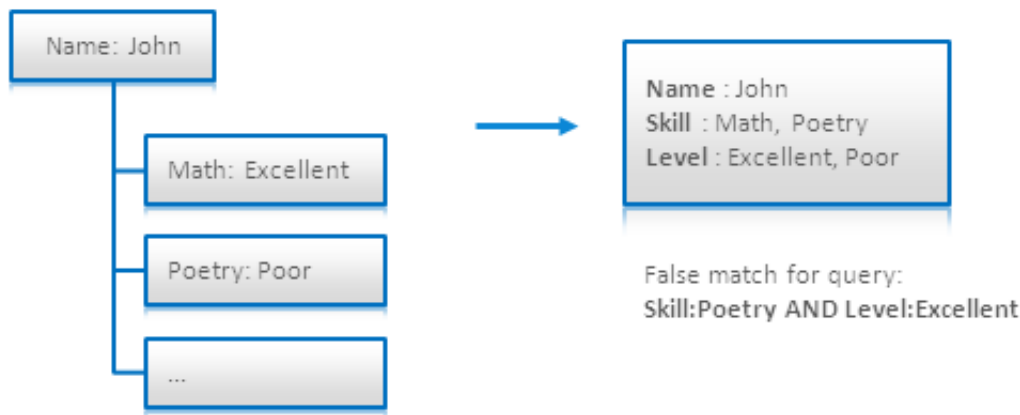 Name: John
Math: Excellent
Poetry: Poor
...
Name : John
Skill : Math, Poetry
Level : Excellent, Poor
False match for query:
Skill:Poetry AND Level:Excellent